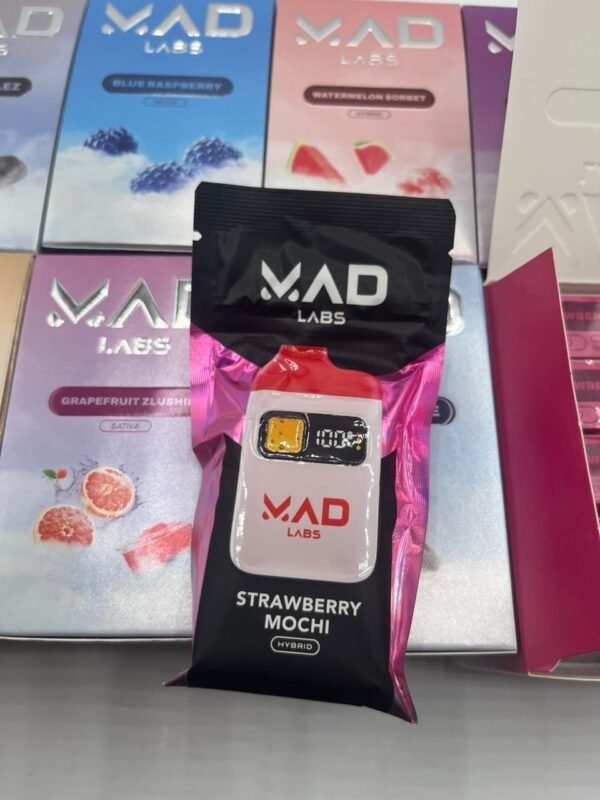 MAD
LABS
BLUE RASPBERRY
MAD
LABS
WATERMELON SORBET
HYBRID
MAD
LABS
GRAPEFRUIT
SATIVA
MAD
LABS
100%
MAD
LABS
STRAWBERRY
MOCHI
HYBRID